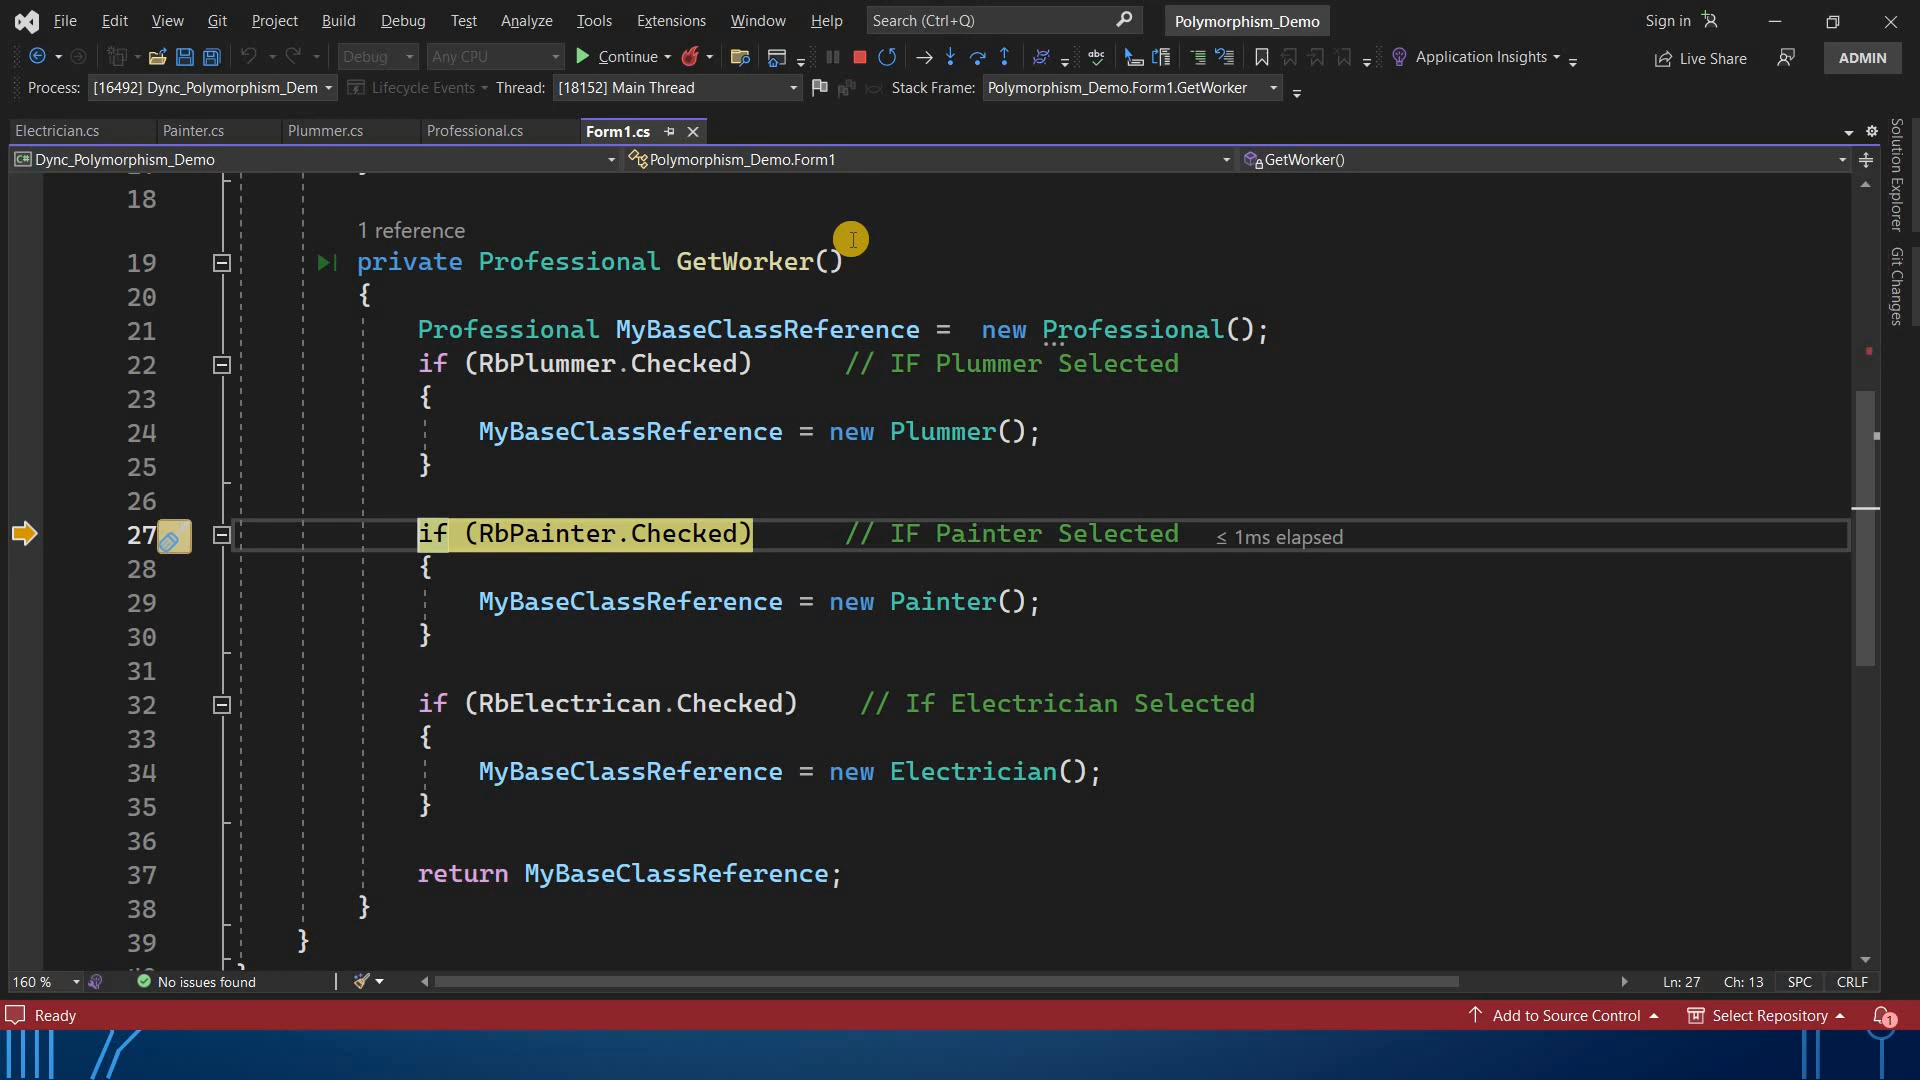 File Edit View Git Project Build Debug Test Analyze Tools Extensions Window Help Search (Ctrl+Q) Polymorphism_Demo Sign in
Debug Any CPU Continue Application Insights Live Share ADMIN
Process: [16492] Dync_Polymorphism_Dem Lifecycle Events Thread: [18152] Main Thread Stack Frame: Polymorphism_Demo.Form1.GetWorker
Electrician.cs Painter.cs Plummer.cs Professional.cs Form1.cs
C# Dync_Polymorphism_Demo Polymorphism_Demo.Form1 GetWorker()
18
1 reference
19 private Professional GetWorker()
20 {
21 Professional MyBaseClassReference =  new Professional();
22 if (RbPlummer.Checked) // IF Plummer Selected
23 {
24 MyBaseClassReference = new Plummer();
25 }
26
27 if (RbPainter.Checked) // IF Painter Selected ≤ 1ms elapsed
28 {
29 MyBaseClassReference = new Painter();
30 }
31
32 if (RbElectrican.Checked) // If Electrician Selected
33 {
34 MyBaseClassReference = new Electrician();
35 }
36
37 return MyBaseClassReference;
38 }
39 }
Solution Explorer
Git Changes
160 % No issues found Ln: 27 Ch: 13 SPC CRLF
Ready Add to Source Control Select Repository 1